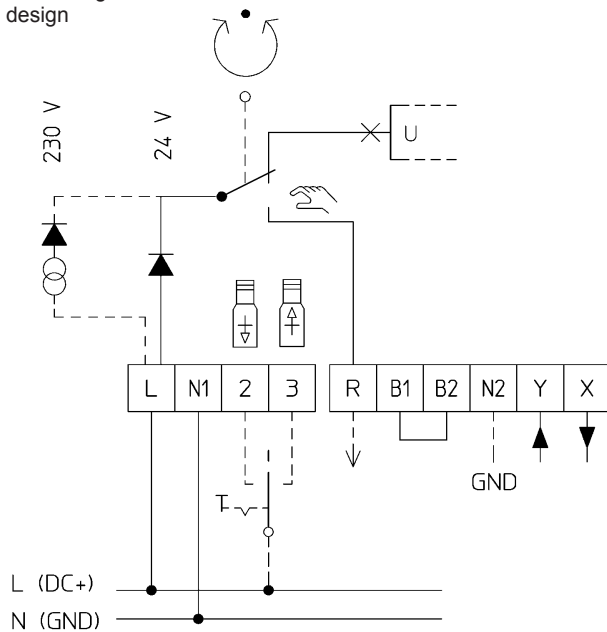 design
230 V
24 V
U
L N1 2 3 R B1 B2 N2 Y X
GND
L (DC+)
N (GND)